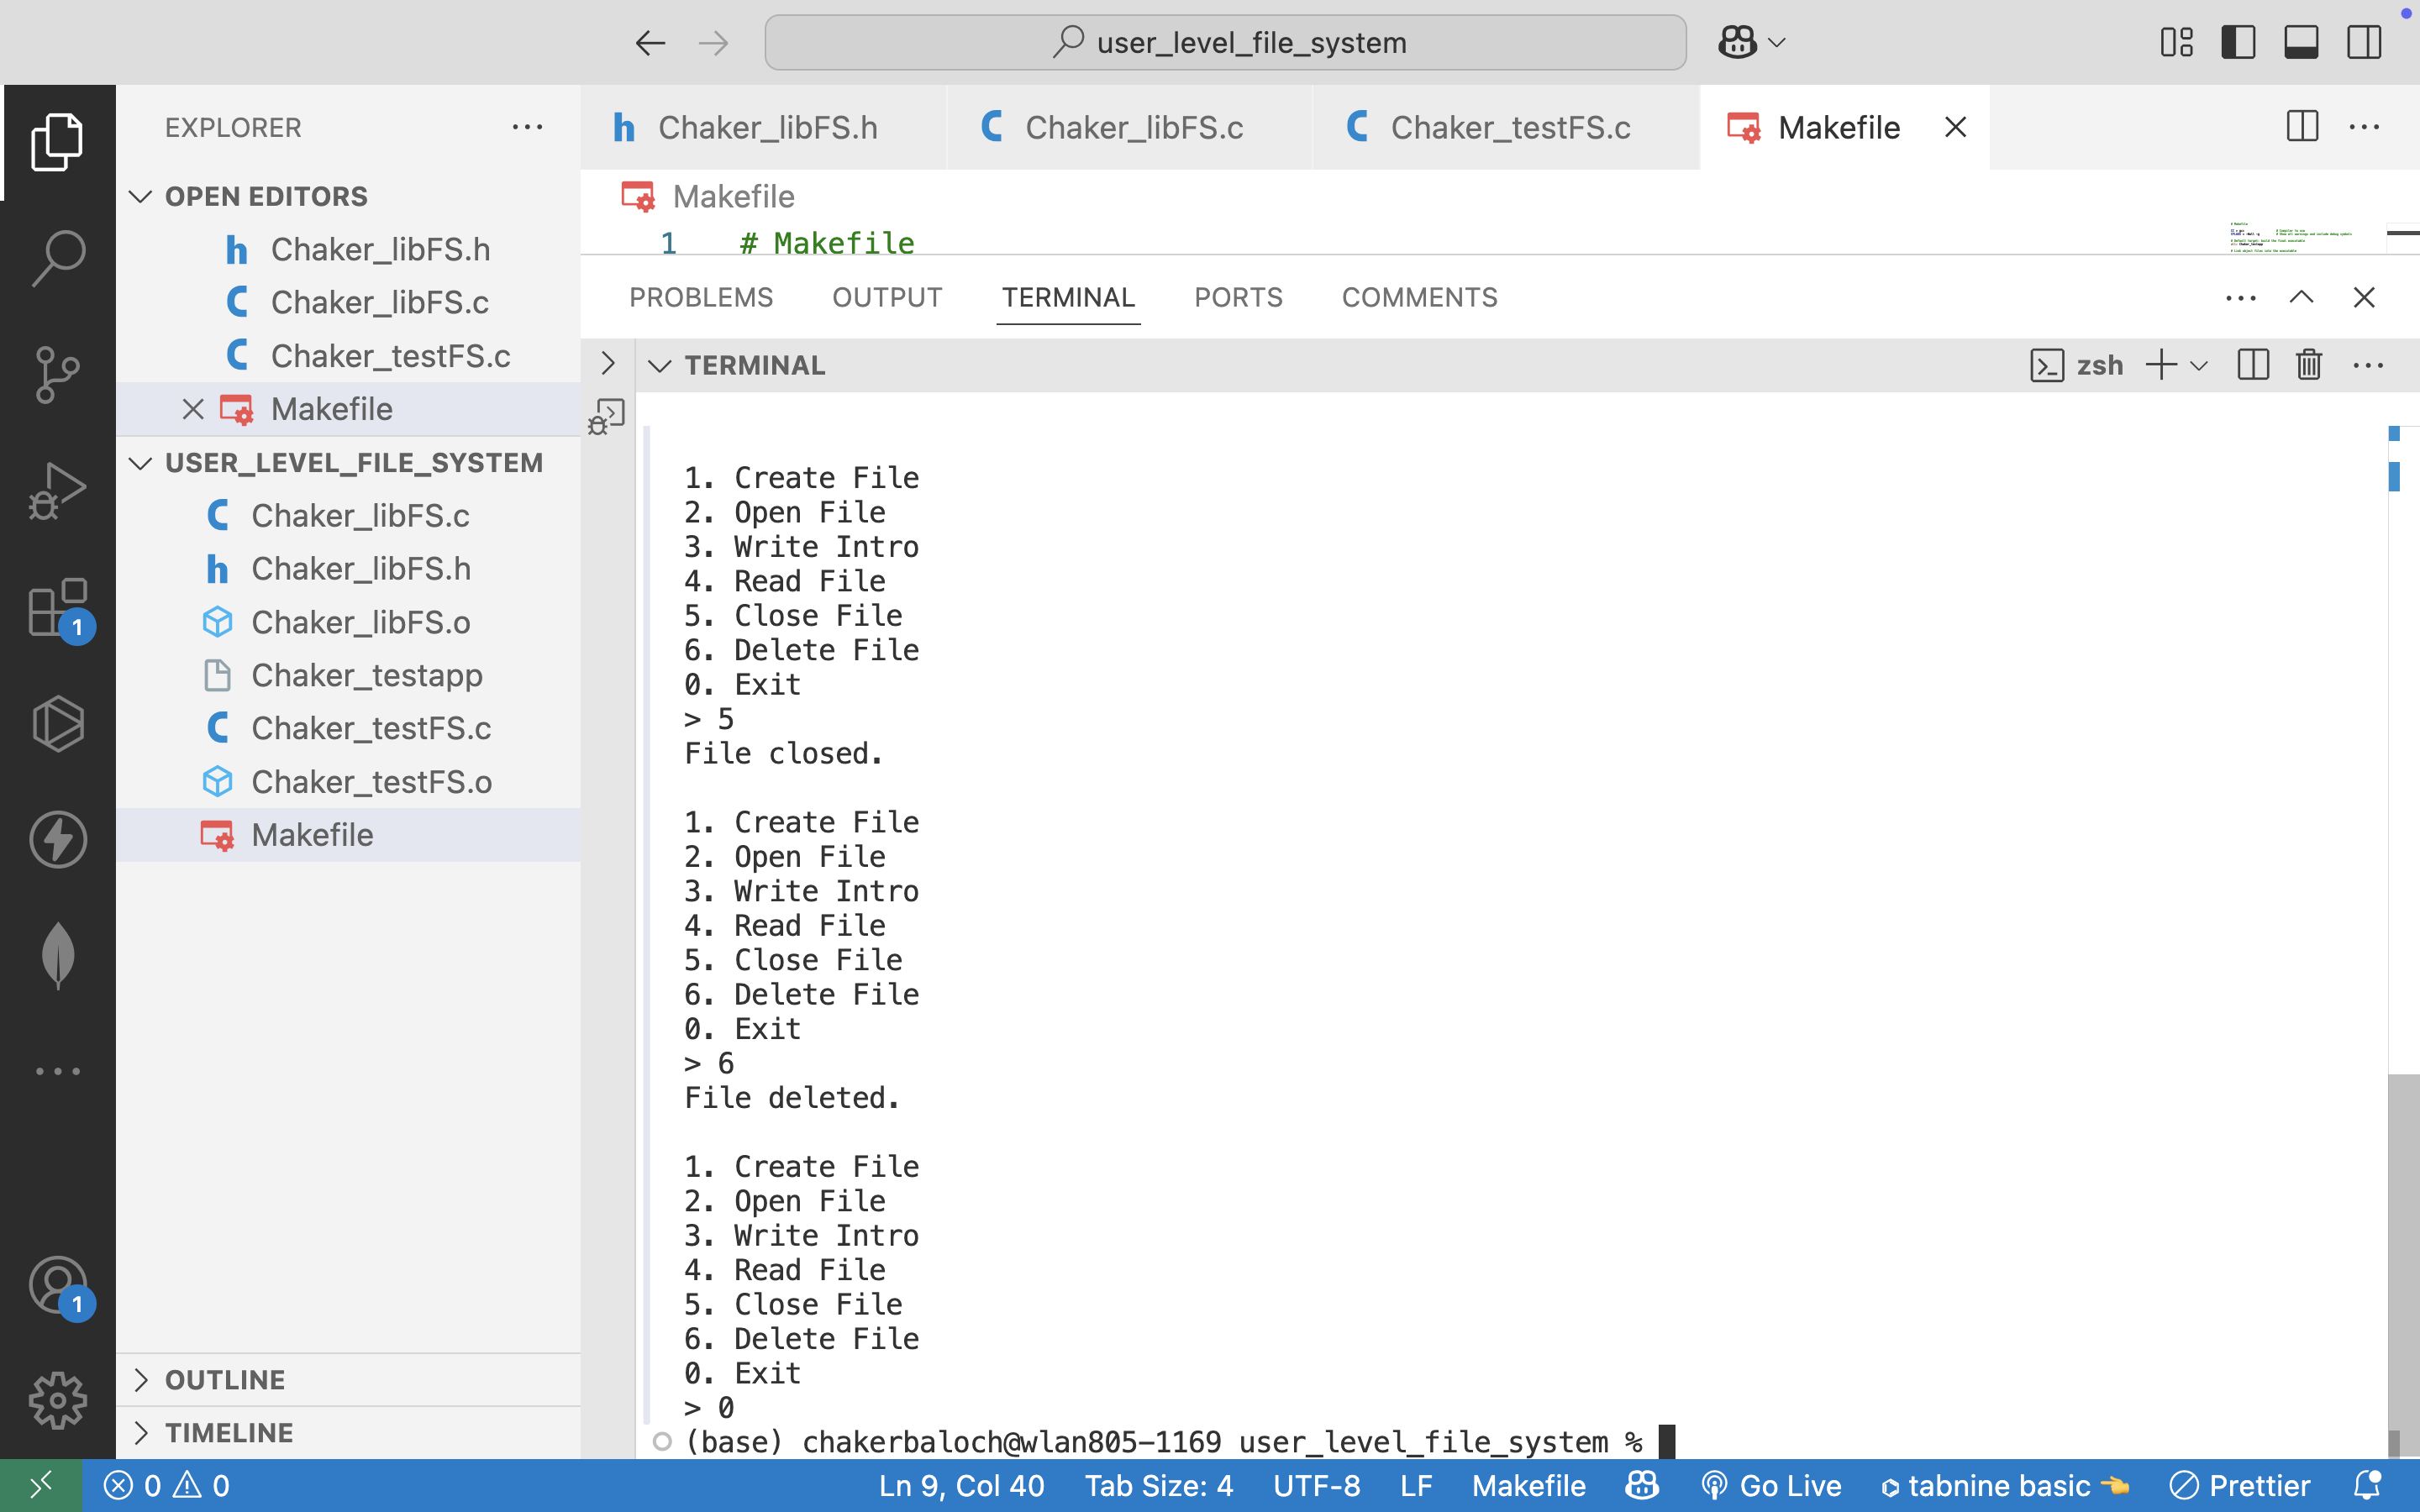 user_level_file_system
EXPLORER
OPEN EDITORS
Chaker_libFS.h
Chaker_libFS.c
Chaker_testFS.c
Makefile
USER_LEVEL_FILE_SYSTEM
Chaker_libFS.c
Chaker_libFS.h
Chaker_libFS.o
Chaker_testapp
Chaker_testFS.c
Chaker_testFS.o
Makefile
OUTLINE
TIMELINE
1
1
Chaker_libFS.h
Chaker_libFS.c
Chaker_testFS.c
Makefile
Makefile
1 # Makefile
PROBLEMS OUTPUT TERMINAL PORTS COMMENTS
TERMINAL
zsh
1. Create File
2. Open File
3. Write Intro
4. Read File
5. Close File
6. Delete File
0. Exit
> 5
File closed.
1. Create File
2. Open File
3. Write Intro
4. Read File
5. Close File
6. Delete File
0. Exit
> 6
File deleted.
1. Create File
2. Open File
3. Write Intro
4. Read File
5. Close File
6. Delete File
0. Exit
> 0
(base) chakerbaloch@wlan805-1169 user_level_file_system %
0 0 Ln 9, Col 40 Tab Size: 4 UTF-8 LF Makefile Go Live tabnine basic Prettier